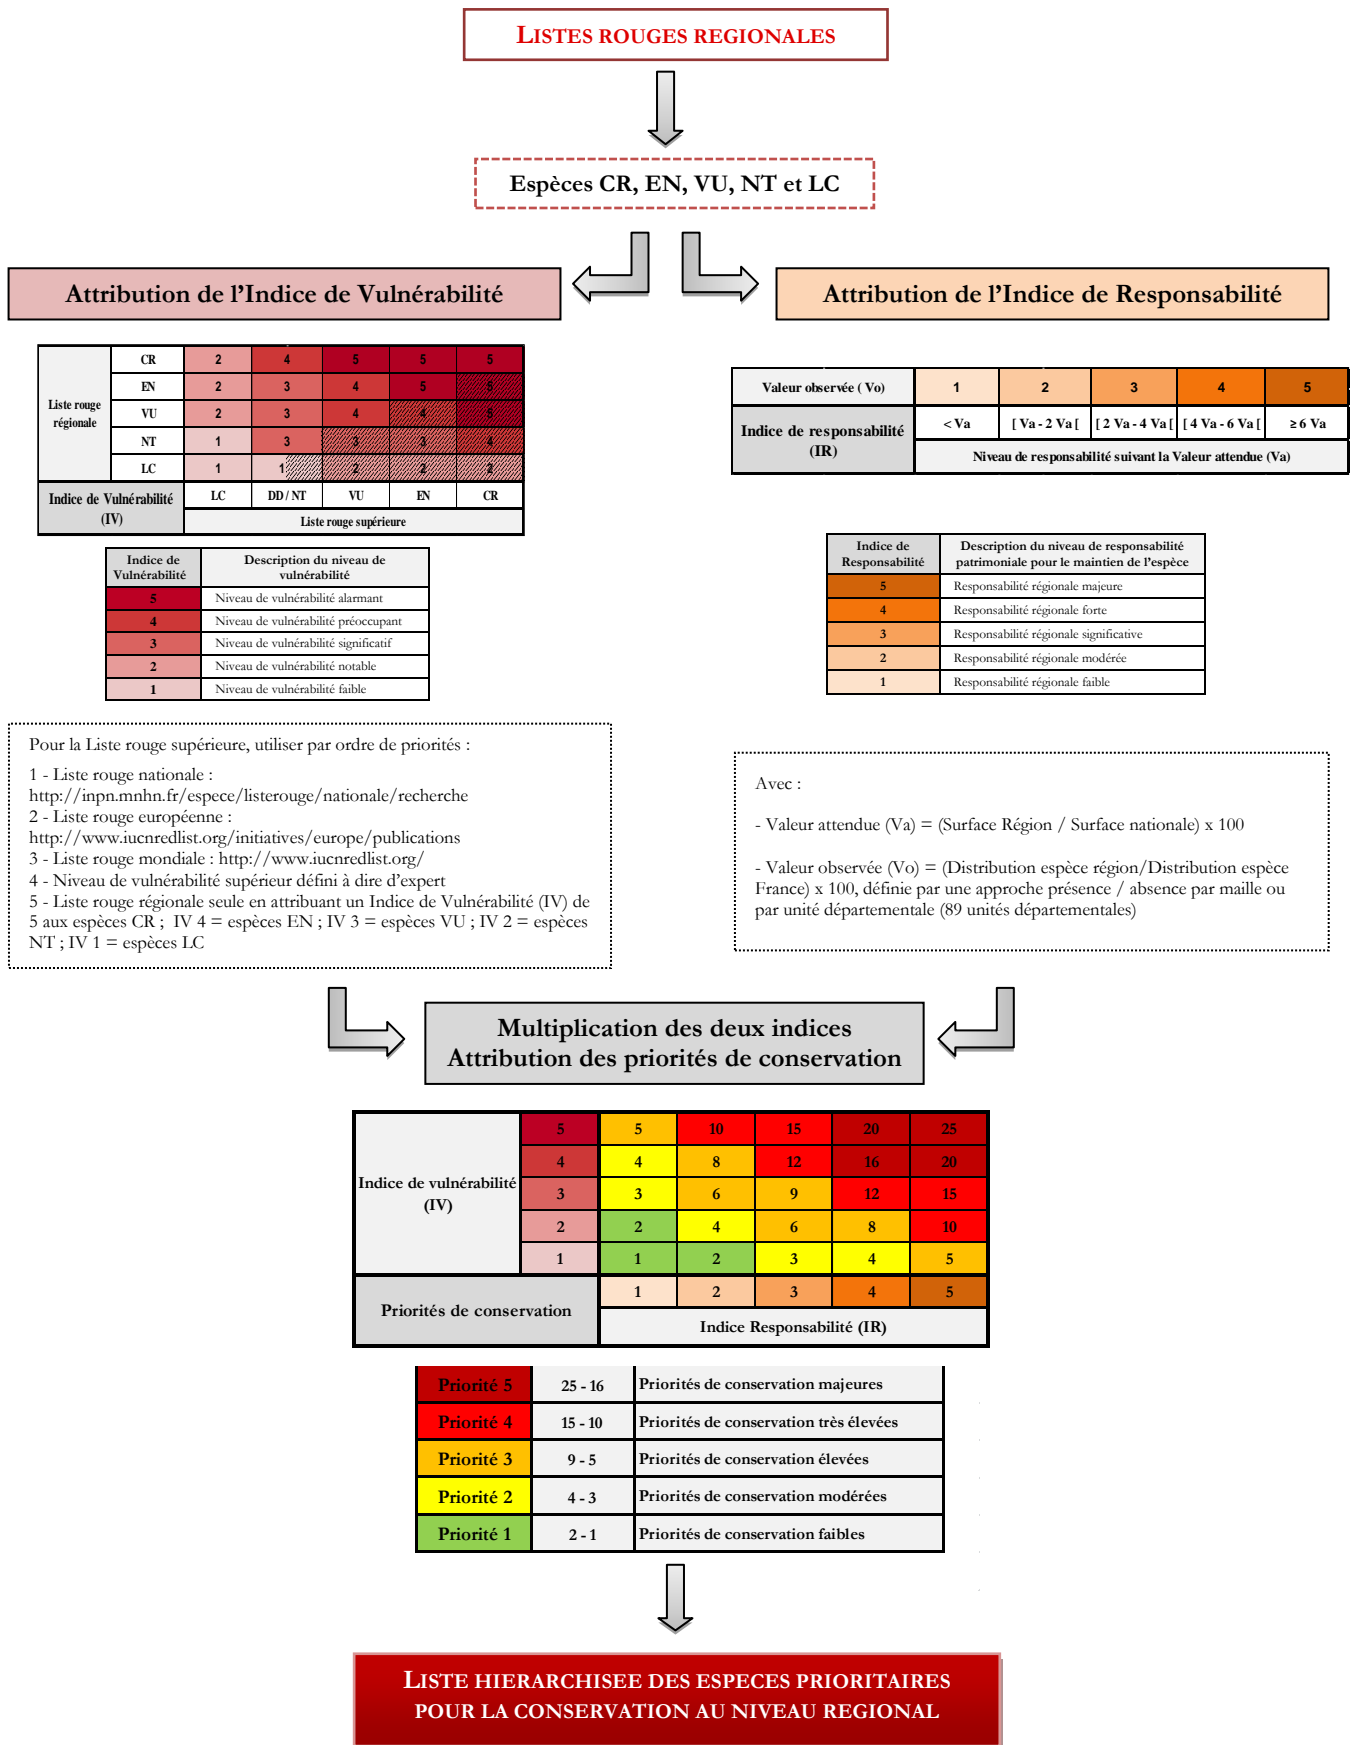 LISTES ROUGES REGIONALES
Espèces CR, EN, VU, NT et LC
Attribution de l'Indice de Vulnérabilité
Attribution de l'Indice de Responsabilité
Liste rouge
régionale
CR 2 4 5 5 5
EN 2 3 4 5 5
VU 2 3 4 4 5
NT 1 3 3 3 4
LC 1 1 2 2 2
Indice de Vulnérabilité
(IV)
LC DD / NT VU EN CR
Liste rouge supérieure
Valeur observée ( Vo) 1 2 3 4 5
Indice de responsabilité
(IR)
< Va [ Va - 2 Va [ [ 2 Va - 4 Va [ [ 4 Va - 6 Va [ ≥ 6 Va
Niveau de responsabilité suivant la Valeur attendue (Va)
Indice de
Vulnérabilité
Description du niveau de
vulnérabilité
5 Niveau de vulnérabilité alarmant
4 Niveau de vulnérabilité préoccupant
3 Niveau de vulnérabilité significatif
2 Niveau de vulnérabilité notable
1 Niveau de vulnérabilité faible
Indice de
Responsabilité
Description du niveau de responsabilité
patrimoniale pour le maintien de l'espèce
5 Responsabilité régionale majeure
4 Responsabilité régionale forte
3 Responsabilité régionale significative
2 Responsabilité régionale modérée
1 Responsabilité régionale faible
Pour la Liste rouge supérieure, utiliser par ordre de priorités :
1 - Liste rouge nationale :
http://inpn.mnhn.fr/espece/listerouge/nationale/recherche
2 - Liste rouge européenne :
http://www.iucnredlist.org/initiatives/europe/publications
3 - Liste rouge mondiale : http://www.iucnredlist.org/
4 - Niveau de vulnérabilité supérieur défini à dire d'expert
5 - Liste rouge régionale seule en attribuant un Indice de Vulnérabilité (IV) de
5 aux espèces CR ; IV 4 = espèces EN ; IV 3 = espèces VU ; IV 2 = espèces
NT ; IV 1 = espèces LC
Avec :
- Valeur attendue (Va) = (Surface Région / Surface nationale) x 100
- Valeur observée (Vo) = (Distribution espèce région/Distribution espèce
France) x 100, définie par une approche présence / absence par maille ou
par unité départementale (89 unités départementales)
Multiplication des deux indices
Attribution des priorités de conservation
Indice de vulnérabilité
(IV)
5 5 10 15 20 25
4 4 8 12 16 20
3 3 6 9 12 15
2 2 4 6 8 10
1 1 2 3 4 5
Priorités de conservation
1 2 3 4 5
Indice Responsabilité (IR)
Priorité 5 25 - 16 Priorités de conservation majeures
Priorité 4 15 - 10 Priorités de conservation très élevées
Priorité 3 9 - 5 Priorités de conservation élevées
Priorité 2 4 - 3 Priorités de conservation modérées
Priorité 1 2 - 1 Priorités de conservation faibles
LISTE HIERARCHISEE DES ESPECES PRIORITAIRES
POUR LA CONSERVATION AU NIVEAU REGIONAL